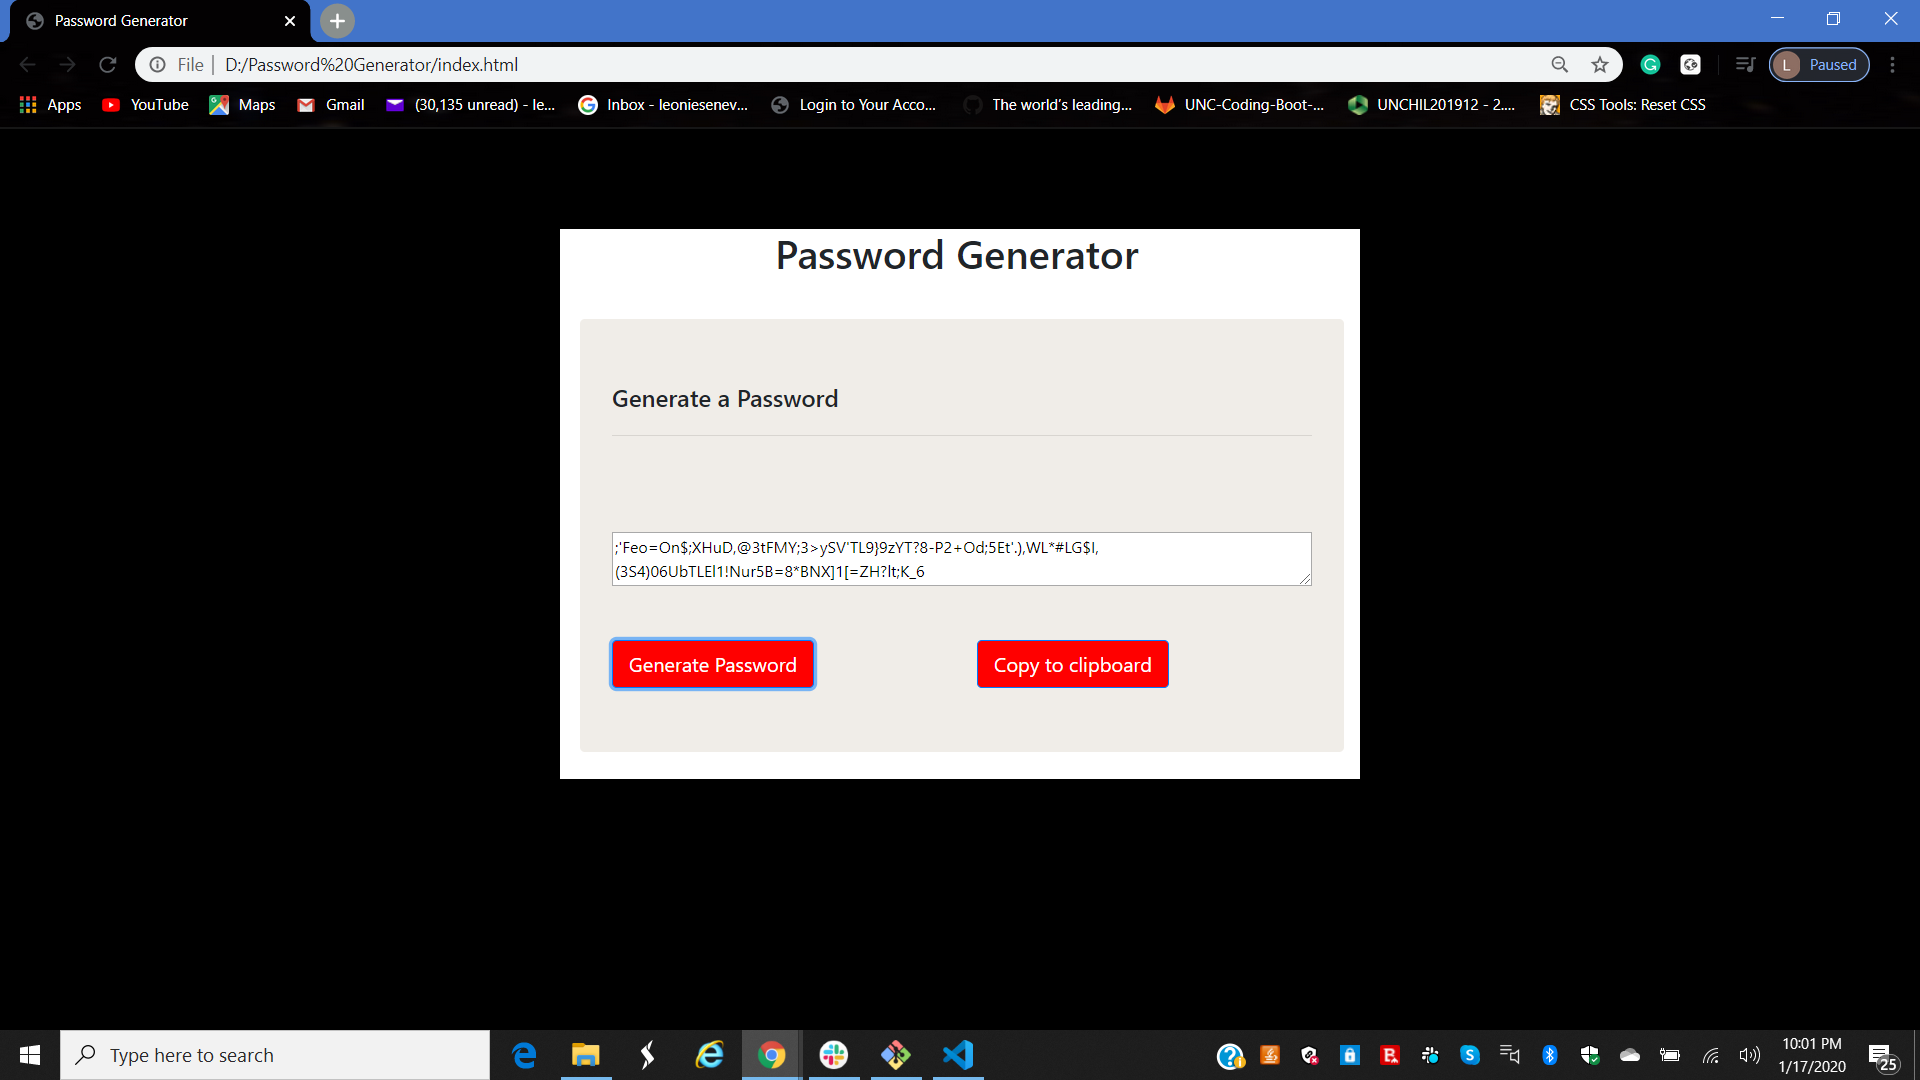 Password Generator
File | D:/Password%20Generator/index.html
L Paused
Apps YouTube Maps Gmail (30,135 unread) - le... Inbox - leoniesenev... Login to Your Acco... The world's leading... UNC-Coding-Boot-... UNCHIL201912 - 2.... CSS Tools: Reset CSS
Password Generator
Generate a Password
;'Feo=On$;XHuD,@3tFMY;3>ySV'TL9}9zYT?8-P2+Od;5Et'.),WL*#LG$I,
(3S4)06UbTLEl1!Nur5B=8*BNX]1[=ZH?lt;K_6
Generate Password Copy to clipboard
Type here to search
10:01 PM
1/17/2020
25